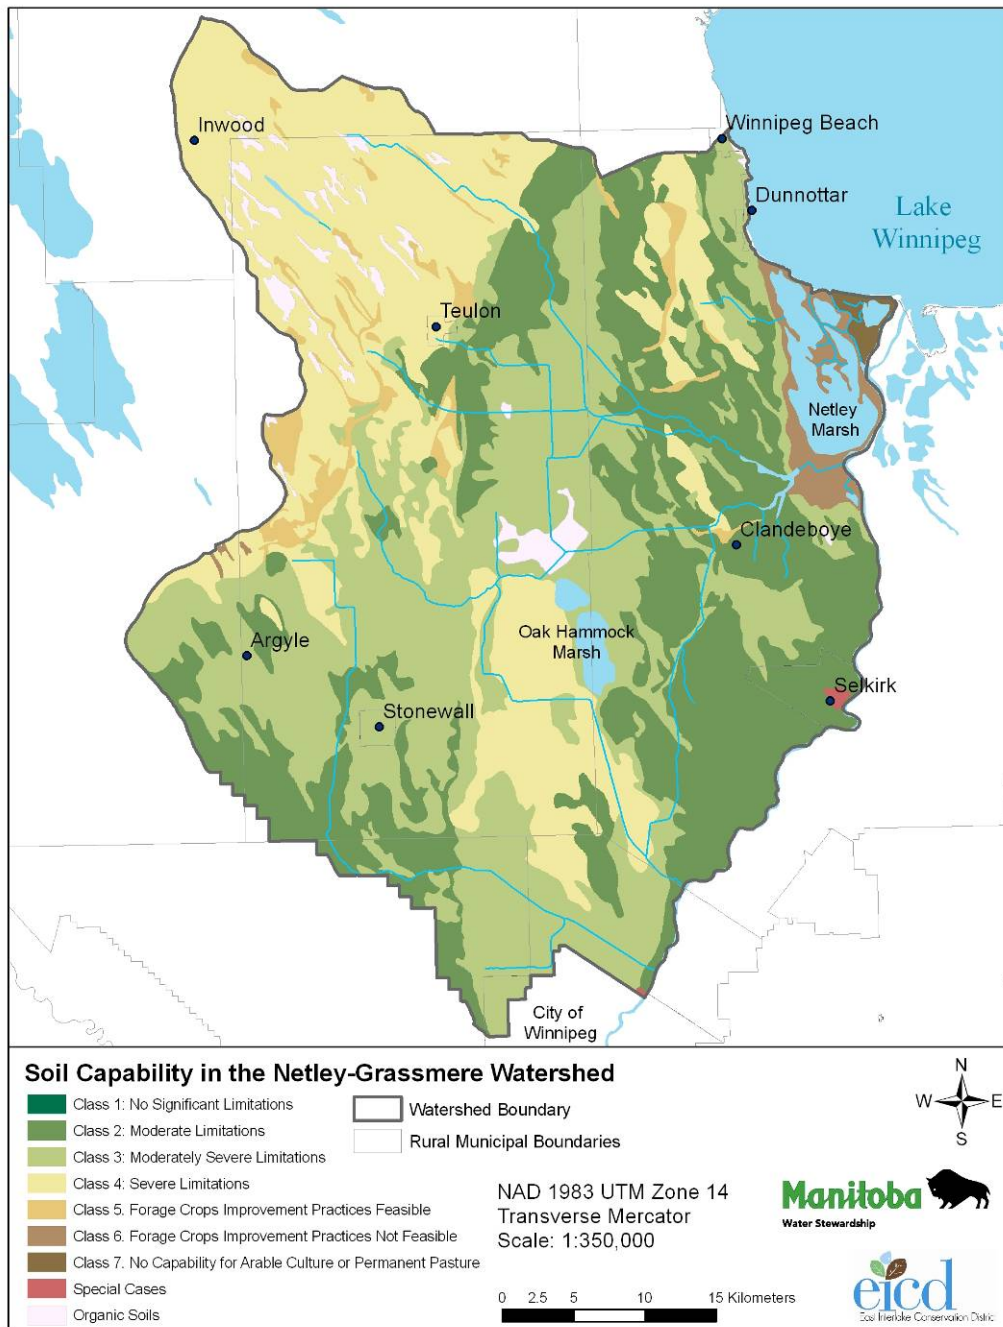 Inwood
Winnipeg Beach
Dunnottar
Lake
Winnipeg
Teulon
Netley
Marsh
Clandeboye
Oak Hammock
Marsh
Argyle
Selkirk
Stonewall
City of
Winnipeg
Soil Capability in the Netley-Grassmere Watershed
Class 1: No Significant Limitations
Class 2: Moderate Limitations
Class 3: Moderately Severe Limitations
Class 4: Severe Limitations
Class 5. Forage Crops Improvement Practices Feasible
Class 6. Forage Crops Improvement Practices Not Feasible
Class 7. No Capability for Arable Culture or Permanent Pasture
Special Cases
Organic Soils
Watershed Boundary
Rural Municipal Boundaries
NAD 1983 UTM Zone 14
Transverse Mercator
Scale: 1:350,000
0 2.5 5 10 15 Kilometers
N
W E
S
Manitoba
Water Stewardship
eicd
East Interlake Conservation District